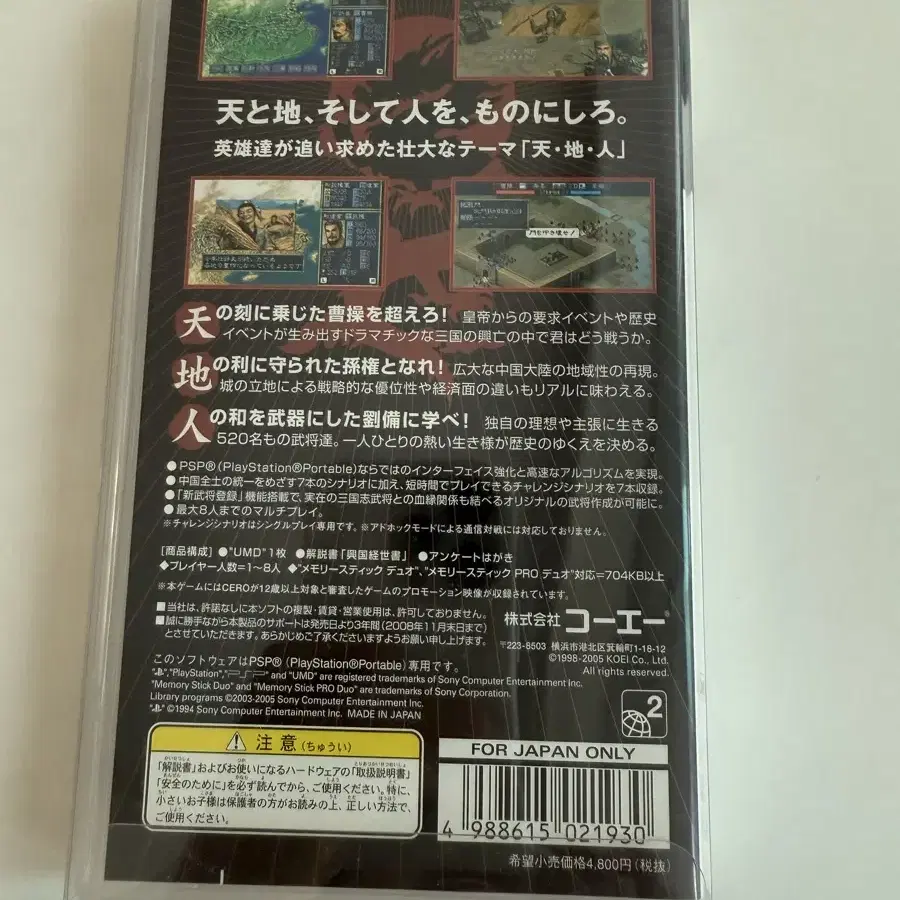 天と地、そして人を、ものにしろ。
英雄達が追い求めた壮大なテーマ「天・地・人」
門を叩き壊せ！
天の刻に乗じた曹操を超えろ！ 皇帝からの要求イベントや歴史
イベントが生み出すドラマチックな三国の興亡の中で君はどう戦うか。
地の利に守られた孫権となれ！ 広大な中国大陸の地域性の再現。
城の立地による戦略的な優位性や経済面の違いもリアルに味わえる。
人の和を武器にした劉備に学べ！ 独自の理想や主張に生きる
520名もの武将達。一人ひとりの熱い生き様が歴史のゆくえを決める。
●PSP®(PlayStation®Portable)ならではのインターフェイス強化と高速なアルゴリズムを実現。
●中国全土の統一をめざす7本のシナリオに加え、短時間でプレイできるチャレンジシナリオを7本収録。
●「新武将登録」機能搭載で、実在の三国志武将との血縁関係も結べるオリジナルの武将作成が可能に。
●最大8人までのマルチプレイ。
※チャレンジシナリオはシングルプレイ専用です。※アドホックモードによる通信対戦には対応しておりません。
[商品構成] ●"UMD"1枚 ●解説書「興国経世書」 ●アンケートはがき
◆プレイヤー人数=1〜8人 ◆"メモリースティック デュオ"、"メモリースティック PRO デュオ"対応=704KB以上
※本ゲームにはCEROが12歳以上対象と審査したゲームのプロモーション映像が収録されています。
■当社は、許諾なしに本ソフトの複製・賃貸・営業使用は、許可しておりません。
■誠に勝手ながら本製品のサポートは発売日より3年間(2008年11月末日まで)
とさせていただきます。あらかじめご了承くださいますようお願い申し上げます。
株式会社 コーエー®
〒223-8503 横浜市港北区箕輪町1-18-12
©1998-2005 KOEI Co., Ltd.
All rights reserved.
このソフトウェアはPSP®(PlayStation®Portable)専用です。
"PS","PlayStation","PSP" and "UMD" are registered trademarks of Sony Computer Entertainment Inc.
"Memory Stick Duo" and "Memory Stick PRO Duo" are trademarks of Sony Corporation.
Library programs ©2003-2005 Sony Computer Entertainment Inc.
"PS" ©1994 Sony Computer Entertainment Inc. MADE IN JAPAN
2
注意(ちゅうい)
「解説書」およびお使いになるハードウェアの「取扱説明書」
「安全のために」を必ず読んでから、ご使用ください。特に、
小さいお子様は保護者の方がお読みの上、正しい方法で、
ご使用ください。
FOR JAPAN ONLY
4 988615 021930
希望小売価格4,800円(税抜)